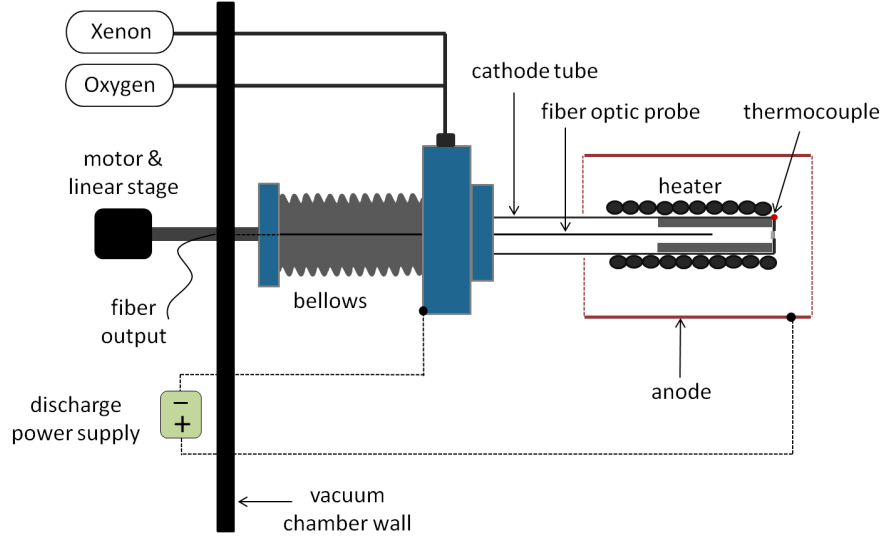 Xenon
Oxygen
cathode tube
fiber optic probe
thermocouple
motor &
linear stage
heater
bellows
fiber
output
anode
discharge
power supply
−
+
vacuum
chamber wall